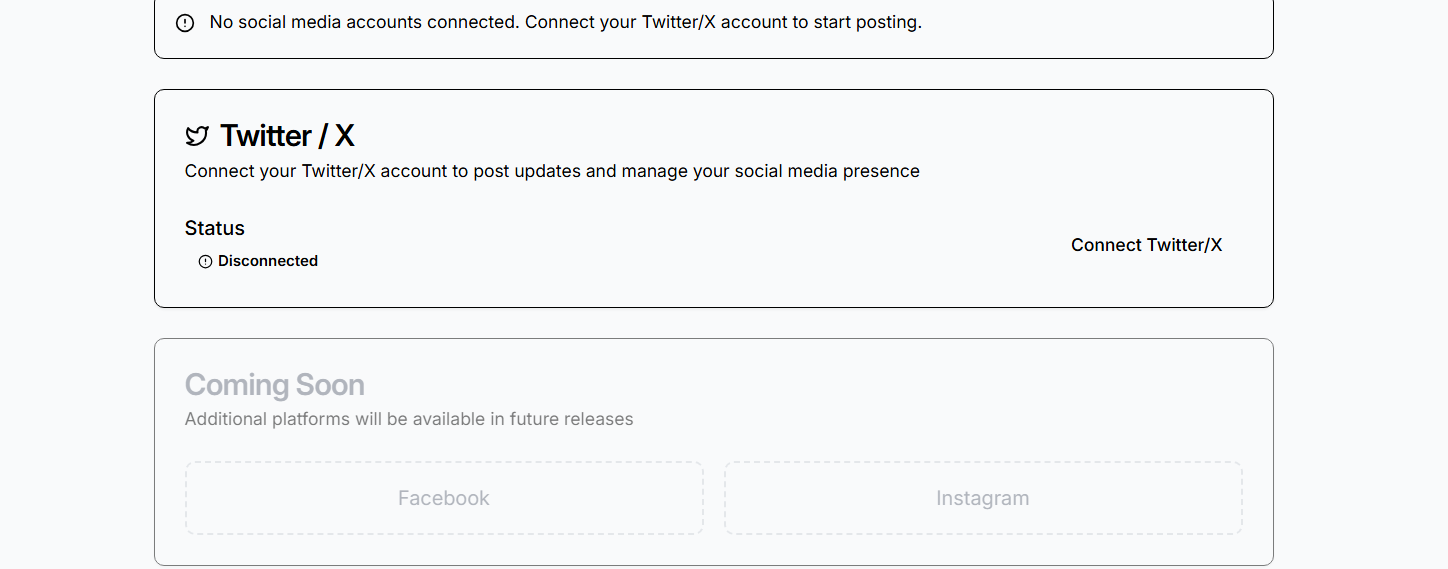 No social media accounts connected. Connect your Twitter/X account to start posting.
Twitter / X
Connect your Twitter/X account to post updates and manage your social media presence
Status
Disconnected
Connect Twitter/X
Coming Soon
Additional platforms will be available in future releases
Facebook
Instagram